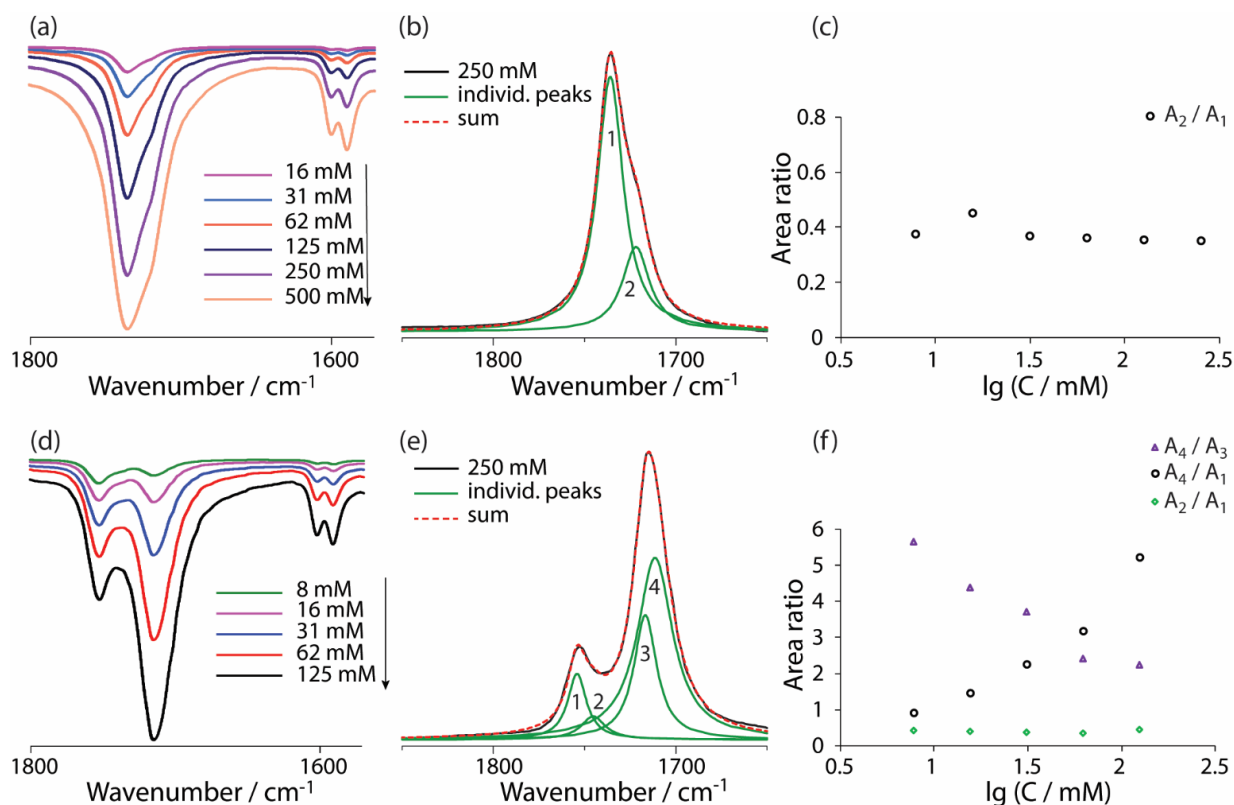 (a)
16 mM
31 mM
62 mM
125 mM
250 mM
500 mM
1800
1600
Wavenumber / cm-1
(b)
250 mM
individ. peaks
sum
1
2
1800
1700
Wavenumber / cm-1
(c)
A2 / A1
Area ratio
0.8
0.6
0.4
0.2
0
0.5
1
1.5
2
2.5
lg (C / mM)
(d)
8 mM
16 mM
31 mM
62 mM
125 mM
1800
1600
Wavenumber / cm-1
(e)
250 mM
individ. peaks
sum
1
2
3
4
1800
1700
Wavenumber / cm-1
(f)
A4 / A3
A4 / A1
A2 / A1
Area ratio
6
5
4
3
2
1
0
0.5
1
1.5
2
2.5
lg (C / mM)